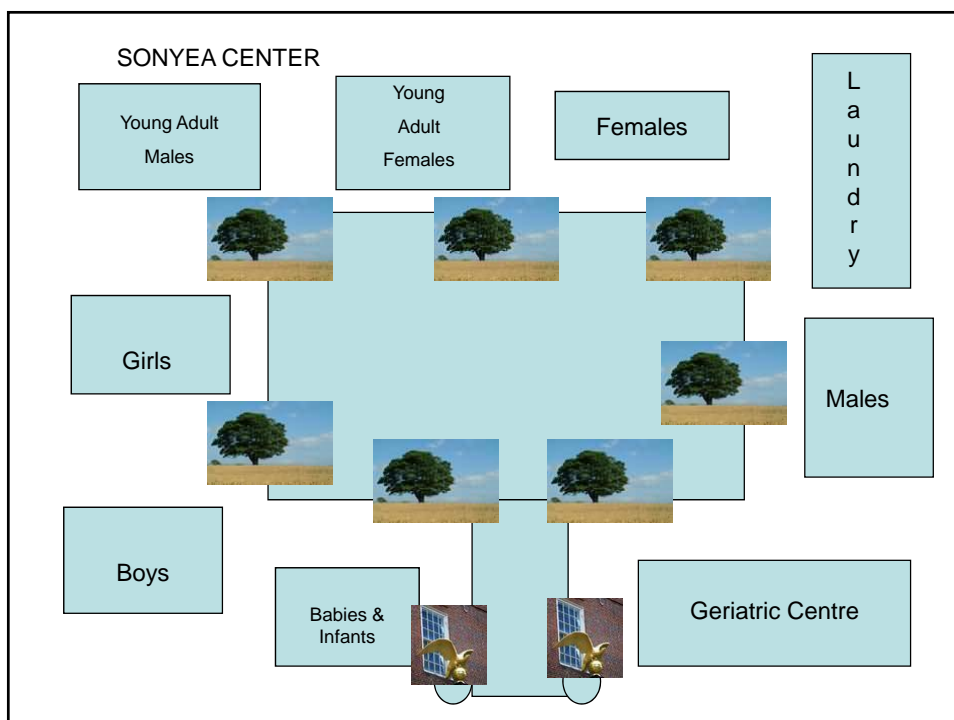 SONYEA CENTER
Young Adult
Males
Young
Adult
Females
Females
L
a
u
n
d
r
y
Girls
Males
Boys
Babies &
Infants
Geriatric Centre